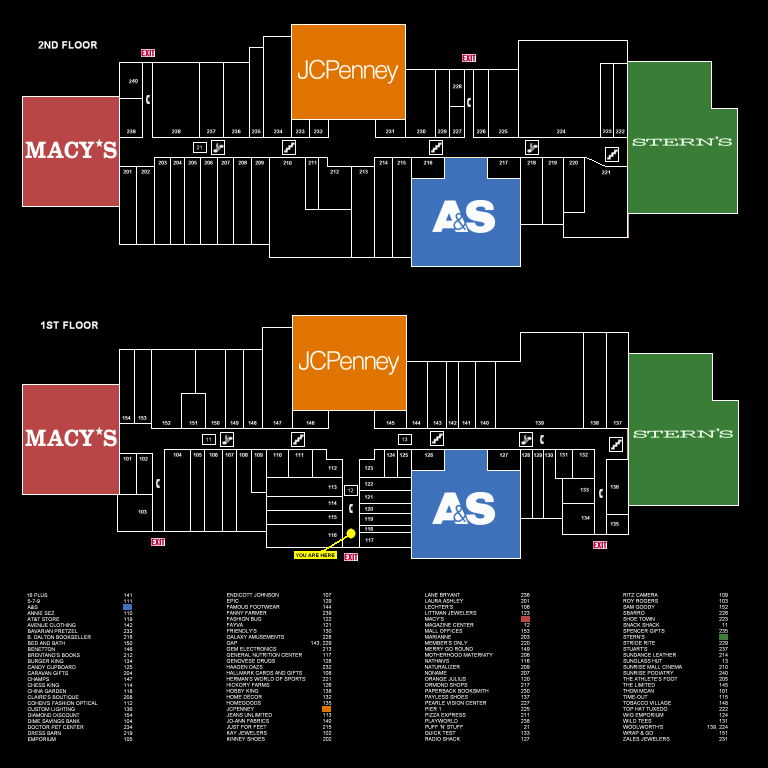 2ND FLOOR
EXIT
EXIT
JCPenney
240
228
MACY*S
STERN'S
239
238
237
236
235
234
233
232
231
230
229
227
226
225
224
223
222
21
201
202
203
204
205
206
207
208
209
210
211
212
213
214
215
216
217
218
219
220
221
A&S
1ST FLOOR
JCPenney
MACY*S
STERN'S
154
153
152
151
150
149
148
147
146
145
144
143
142
141
140
139
138
137
11
13
101
102
103
104
105
106
107
108
109
110
111
112
113
114
115
116
12
123
124
125
122
121
120
119
118
117
126
127
128
129
130
131
132
133
134
136
135
A&S
EXIT
YOU ARE HERE
EXIT
EXIT
16 PLUS 141
5-7-9 111
A&S
ANNIE SEZ 110
AT&T STORE 119
AVENUE CLOTHING 142
BAVARIAN PRETZEL 233
B. DALTON BOOKSELLER 218
BED AND BATH 150
BENETTON 146
BRENTANO'S BOOKS 212
BURGER KING 134
CANDY CUPBOARD 125
CARAVAN GIFTS 204
CHAMPS 147
CHESS KING 114
CHINA GARDEN 118
CLAIRE'S BOUTIQUE 208
COHEN'S FASHION OPTICAL 112
CUSTOM LIGHTING 136
DIAMOND DISCOUNT 154
DIME SAVINGS BANK 104
DOCTOR PET CENTER 234
DRESS BARN 219
EMPORIUM 105
ENDICOTT JOHNSON 107
EPIC 129
FAMOUS FOOTWEAR 144
FANNY FARMER 239
FASHION BUG 122
FAYVA 121
FRIENDLY'S 130
GALAXY AMUSEMENTS 228
GAP 143,
GEM ELECTRONICS 213
GENERAL NUTRITION CENTER 117
GENOVESE DRUGS 128
HAAGEN DAZS 232
HALLMARK CARDS AND GIFTS 108
HERMAN'S WORLD OF SPORTS 221
HICKORY FARMS 126
HOBBY KING 138
HOME DÉCOR 132
HOMEGOODS 135
JCPENNEY
JEANS UNLIMITED 113
JO-ANN FABRICS 140
JUST FOR FEET 215
KAY JEWELERS 102
KINNEY SHOES 202
LANE BRYANT 236
LAURA ASHLEY 201
LECHTER'S 106
LITTMAN JEWELERS 229
MACY'S
MAGAZINE CENTER 12
MALL OFFICES 153
MARIANNE 203
MEMBER'S ONLY 220
MERRY GO ROUND 149
MOTHERHOOD MATERNITY 206
NATHAN'S 116
NATURALIZER 209
NONAME 207
ORANGE JULIUS 120
ORMOND SHOPS 217
PAPERBACK BOOKSMITH 230
PAYLESS SHOES 137
PEARLE VISION CENTER 227
PIER 1 225
PIZZA EXPRESS 211
PLAYWORLD 238
PUFF 'N' STUFF 21
QUICK TEST 133
RADIO SHACK 127
RITZ CAMERA 109
ROY ROGERS 103
SAM GOODY 152
SBARRO 226
SHOE TOWN 223
SNACK SHACK 11
SPENCER GIFTS 235
STERN'S
STRIDE RITE 229
STUART'S 237
SUNDANCE LEATHER 214
SUNGLASS HUT 13
SUNRISE MALL CINEMA 210
SUNRISE PODIATRY 240
THE ATHLETE'S FOOT 205
THE LIMITED 145
THOM MCAN 101
TIME-OUT 115
TOBACCO VILLAGE 148
TOP HAT TUXEDO 222
WIG EMPORIUM 124
WILD TEES 131
WOOLWORTH'S 139, 224
WRAP & GO 151
ZALES JEWELERS 231